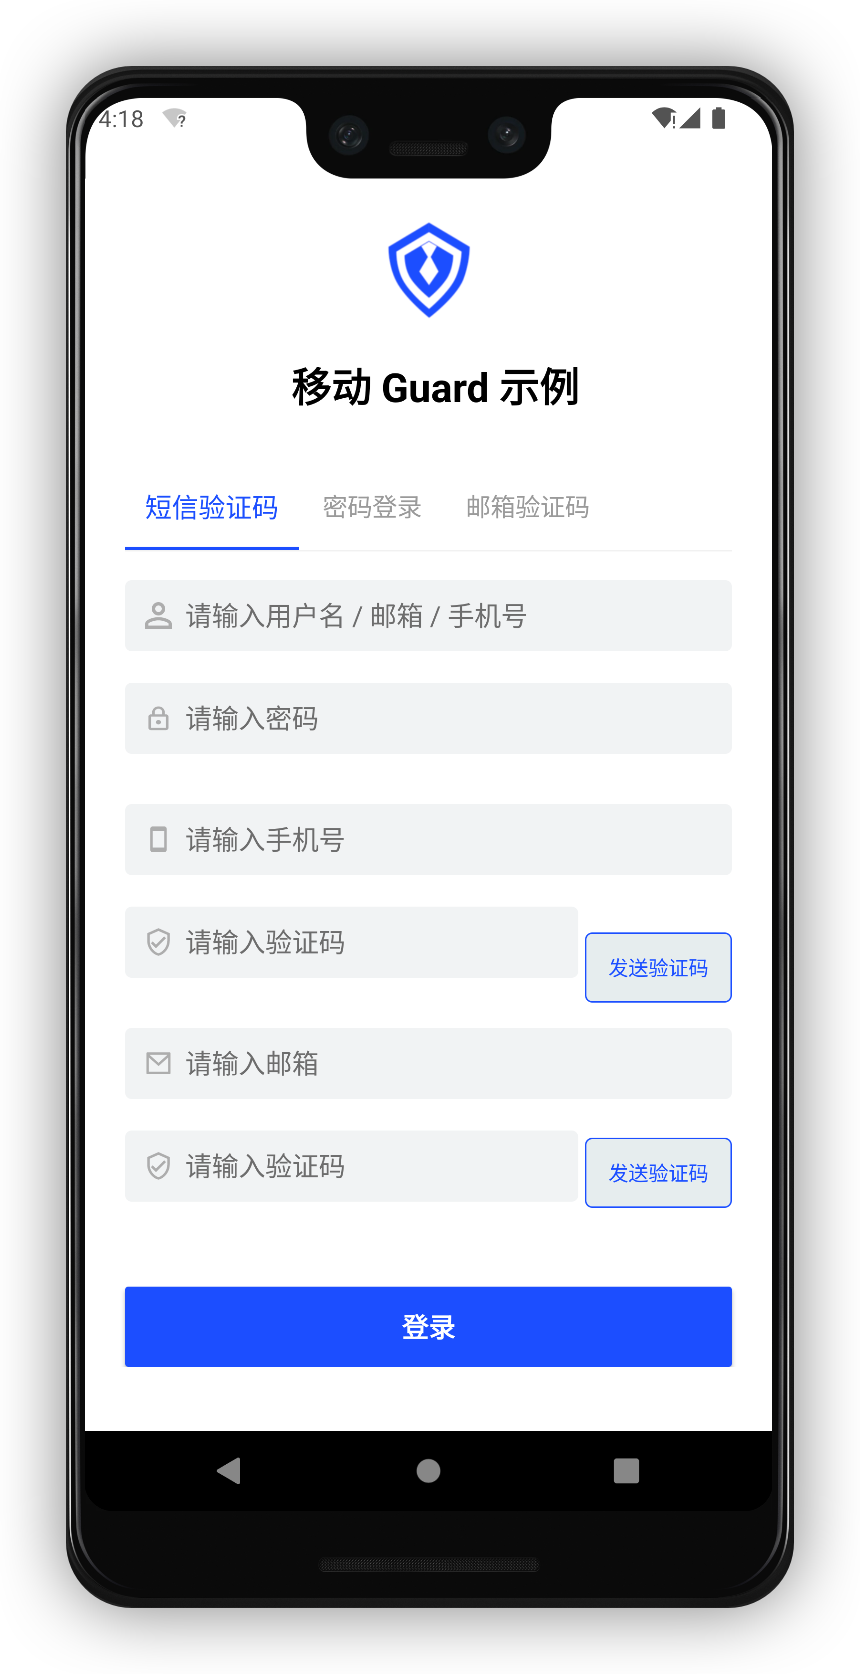 4:18
移动 Guard 示例
短信验证码 密码登录 邮箱验证码
请输入用户名 / 邮箱 / 手机号
请输入密码
请输入手机号
请输入验证码 发送验证码
请输入邮箱
请输入验证码 发送验证码
登录